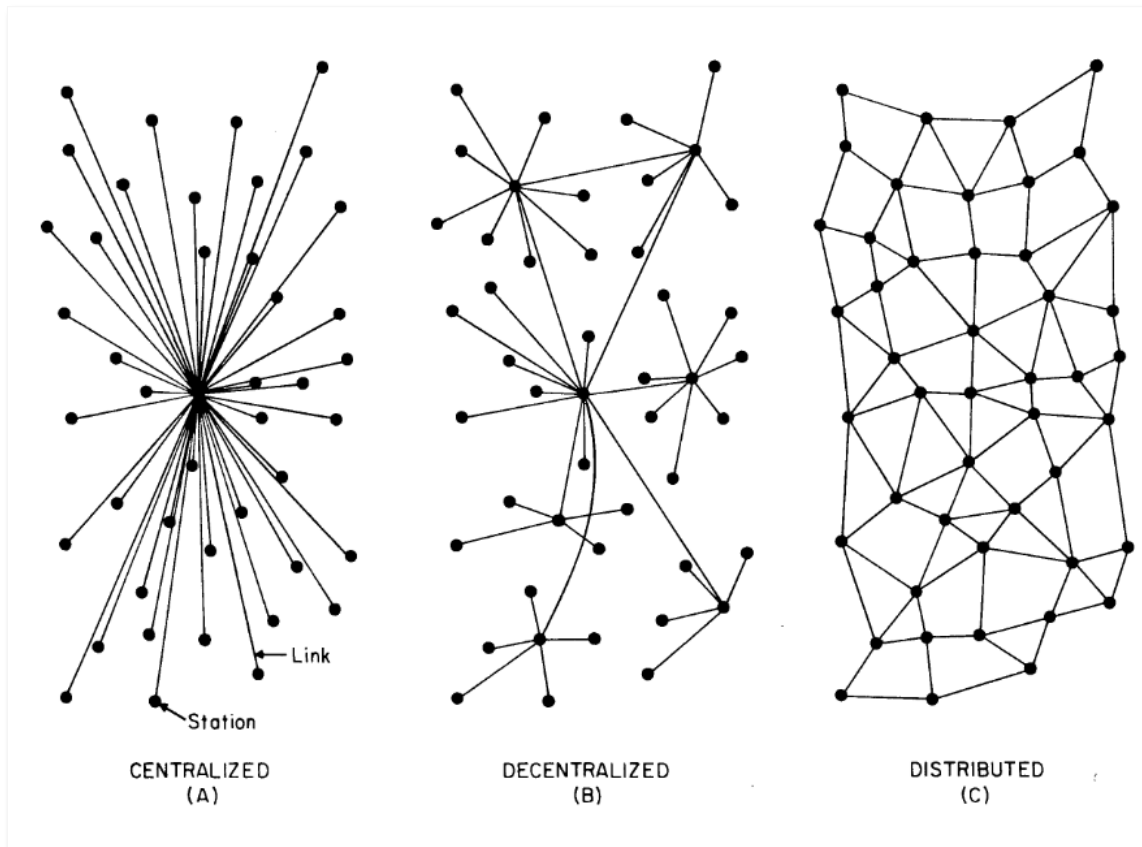 Link
Station
CENTRALIZED
(A)
DECENTRALIZED
(B)
DISTRIBUTED
(C)